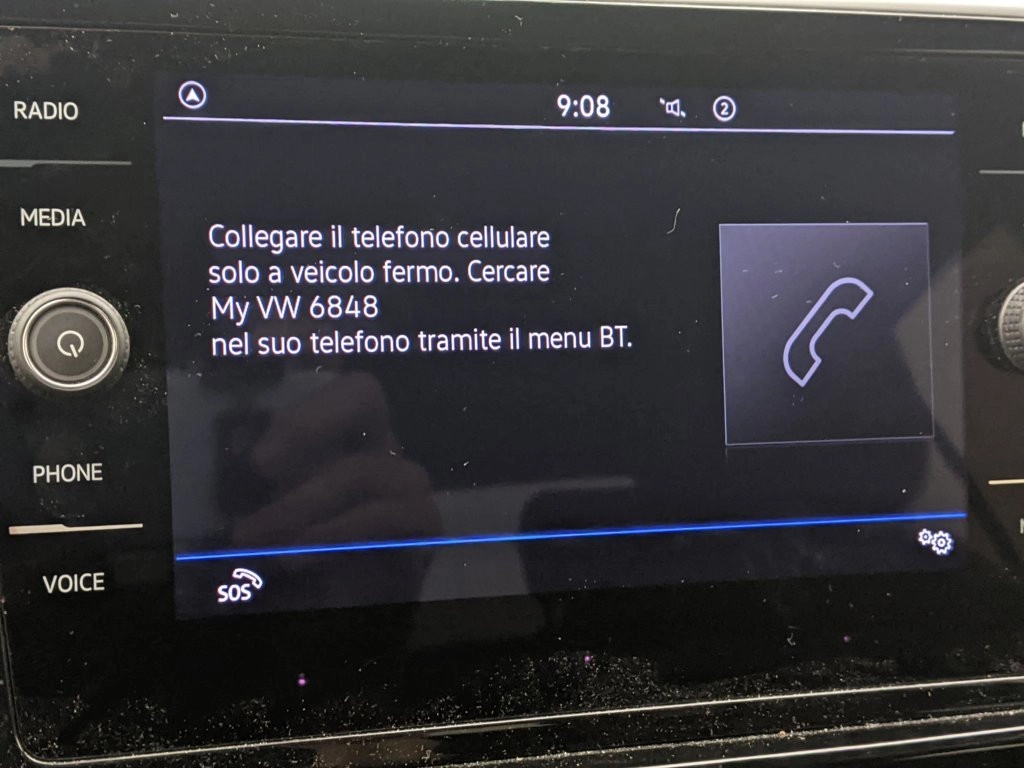 RADIO
MEDIA
PHONE
VOICE
9:08
2
Collegare il telefono cellulare
solo a veicolo fermo. Cercare
My VW 6848
nel suo telefono tramite il menu BT.
SOS